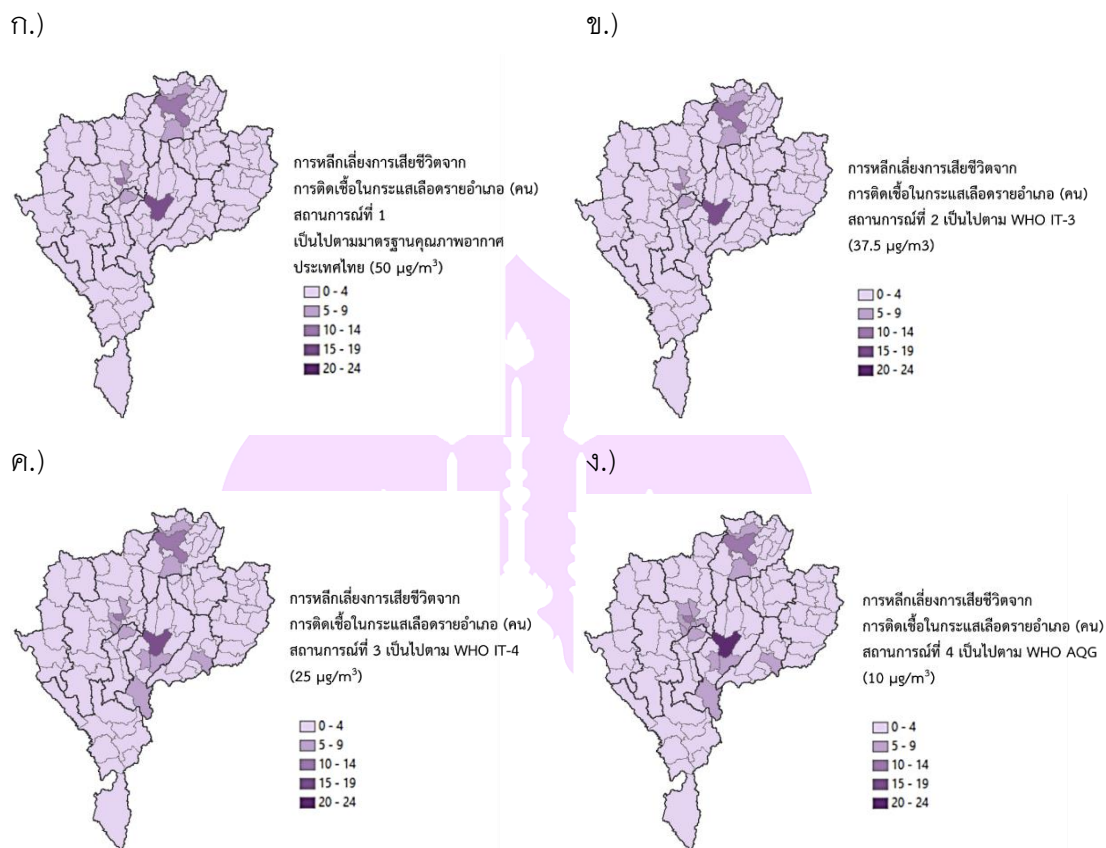 ก.)
การหลีกเลี่ยงการเสียชีวิตจาก
การติดเชื้อในกระแสเลือดรายอำเภอ (คน)
สถานการณ์ที่ 1
เป็นไปตามมาตรฐานคุณภาพอากาศ
ประเทศไทย (50 µg/m³)
0 - 4
5 - 9
10 - 14
15 - 19
20 - 24
ข.)
การหลีกเลี่ยงการเสียชีวิตจาก
การติดเชื้อในกระแสเลือดรายอำเภอ (คน)
สถานการณ์ที่ 2 เป็นไปตาม WHO IT-3
(37.5 µg/m3)
0 - 4
5 - 9
10 - 14
15 - 19
20 - 24
ค.)
การหลีกเลี่ยงการเสียชีวิตจาก
การติดเชื้อในกระแสเลือดรายอำเภอ (คน)
สถานการณ์ที่ 3 เป็นไปตาม WHO IT-4
(25 µg/m³)
0 - 4
5 - 9
10 - 14
15 - 19
20 - 24
ง.)
การหลีกเลี่ยงการเสียชีวิตจาก
การติดเชื้อในกระแสเลือดรายอำเภอ (คน)
สถานการณ์ที่ 4 เป็นไปตาม WHO AQG
(10 µg/m³)
0 - 4
5 - 9
10 - 14
15 - 19
20 - 24